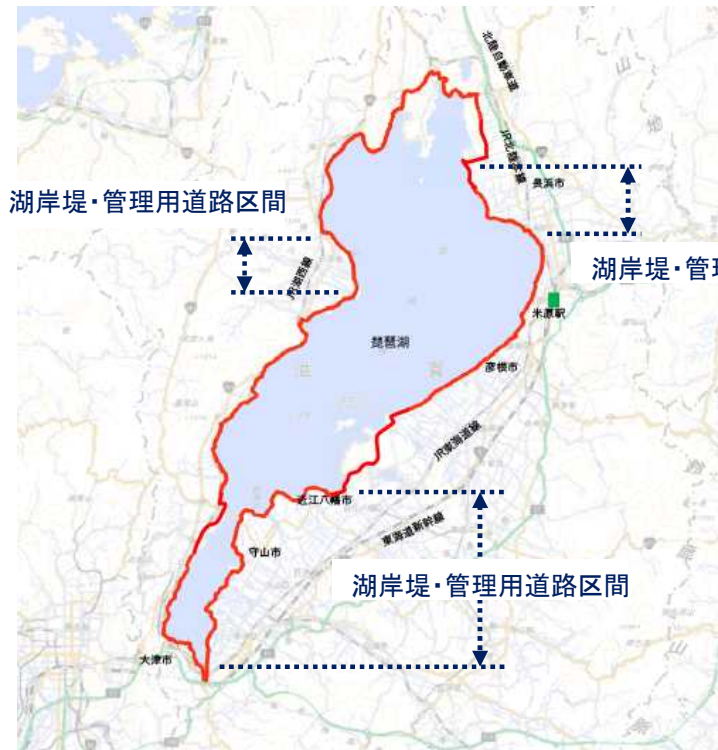 北陸自動車道
JR北陸本線
長浜市
湖岸堤・管理用道路区間
湖岸堤・管理
JR湖西線
米原駅
琵琶湖
彦根市
JR東海道線
近江八幡市
東海道新幹線
守山市
湖岸堤・管理用道路区間
大津市